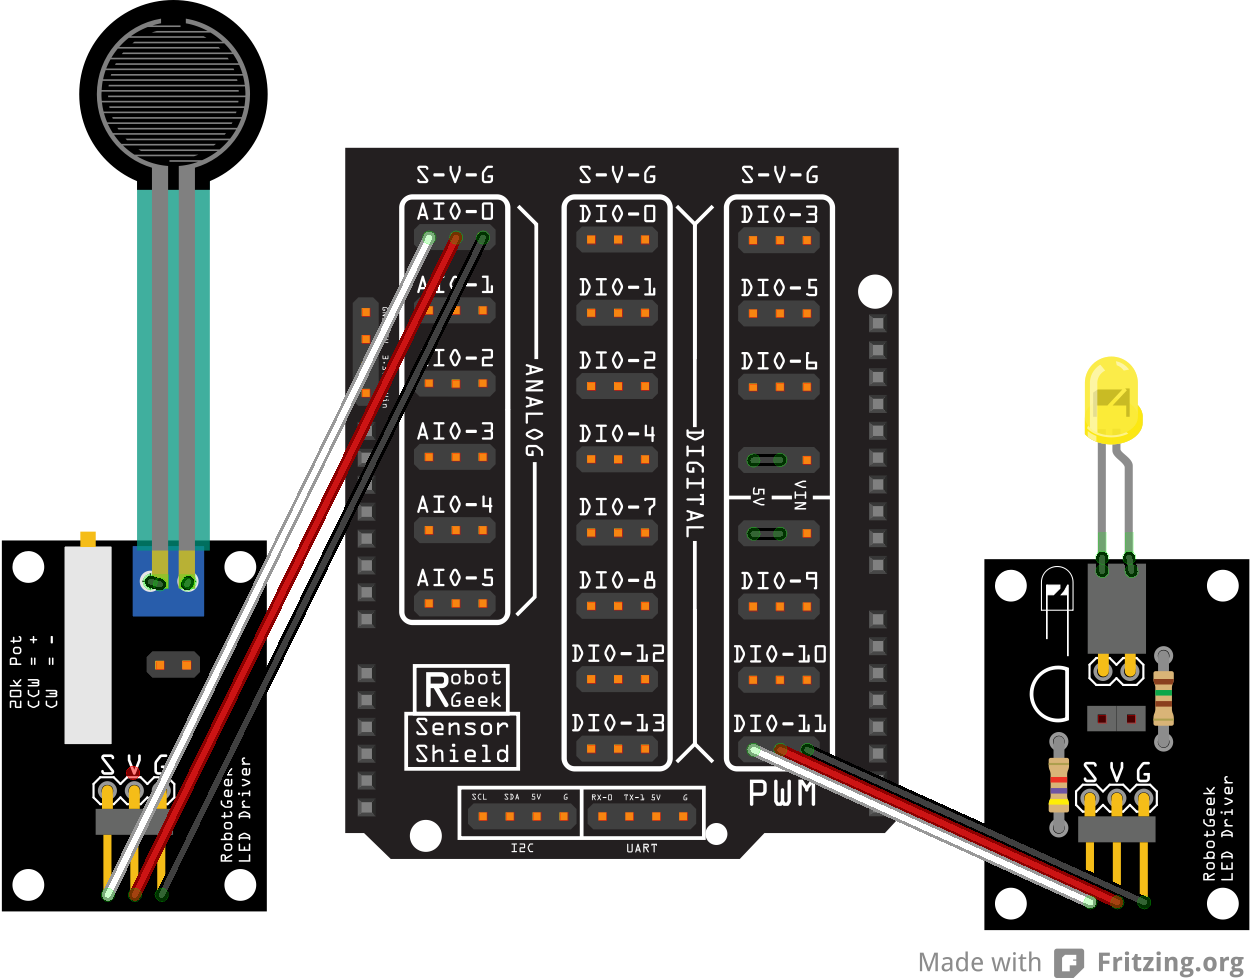 S-V-G
S-V-G
S-V-G
AIO-0
DIO-0
DIO-3
AIO-1
DIO-1
DIO-5
IO-2
DIO-2
DIO-6
ANALOG
AIO-3
DIO-4
DIGITAL
5V
VIN
AIO-4
DIO-7
AIO-5
DIO-8
DIO-9
DIO-12
DIO-10
DIO-13
DIO-11
PWM
Robot
Geek
Sensor
Shield
SCL SDA 5V G
RX-0 TX-1 5V G
I2C
UART
20k Pot
CCW = +
CW = -
S V G
RobotGeek
LED Driver
S V G
RobotGeek
LED Driver
Made with Fritzing.org